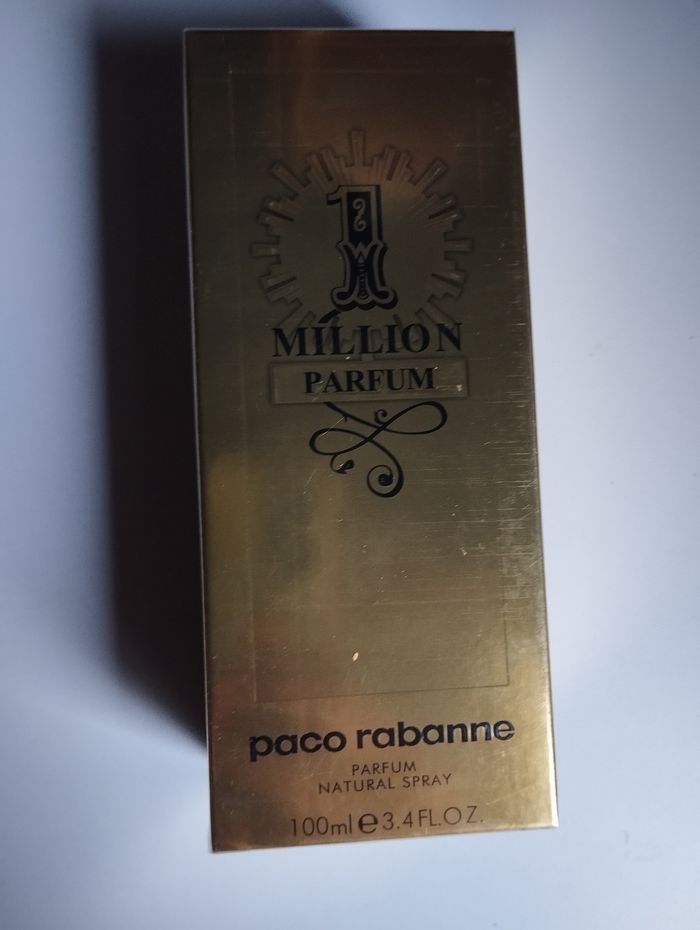 1
MILLION
PARFUM
paco rabanne
PARFUM
NATURAL SPRAY
100ml e 3.4 FL.OZ.